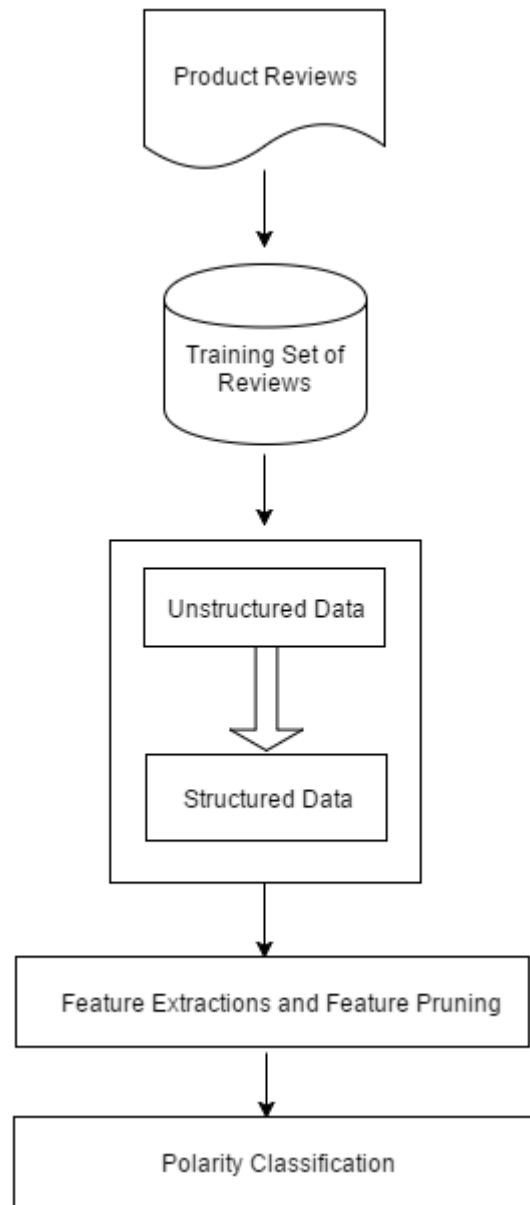 Product Reviews
Training Set of
Reviews
Unstructured Data
Structured Data
Feature Extractions and Feature Pruning
Polarity Classification